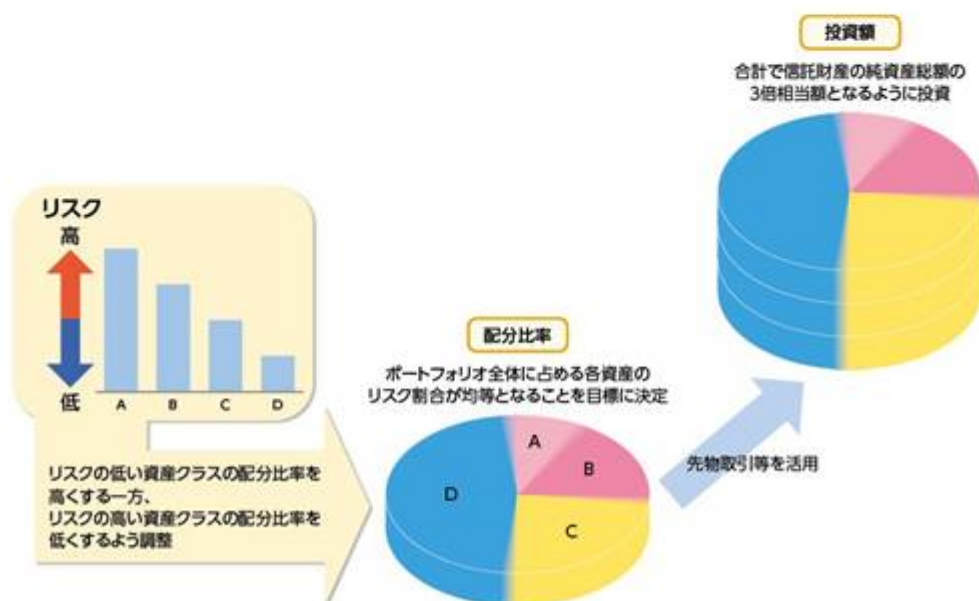 投資額
合計で信託財産の純資産総額の
3倍相当額となるように投資
リスク
高
低
A
B
C
D
リスクの低い資産クラスの配分比率を
高くする一方、
リスクの高い資産クラスの配分比率を
低くするよう調整
配分比率
ポートフォリオ全体に占める各資産の
リスク割合が均等となることを目標に決定
A
B
C
D
先物取引等を活用